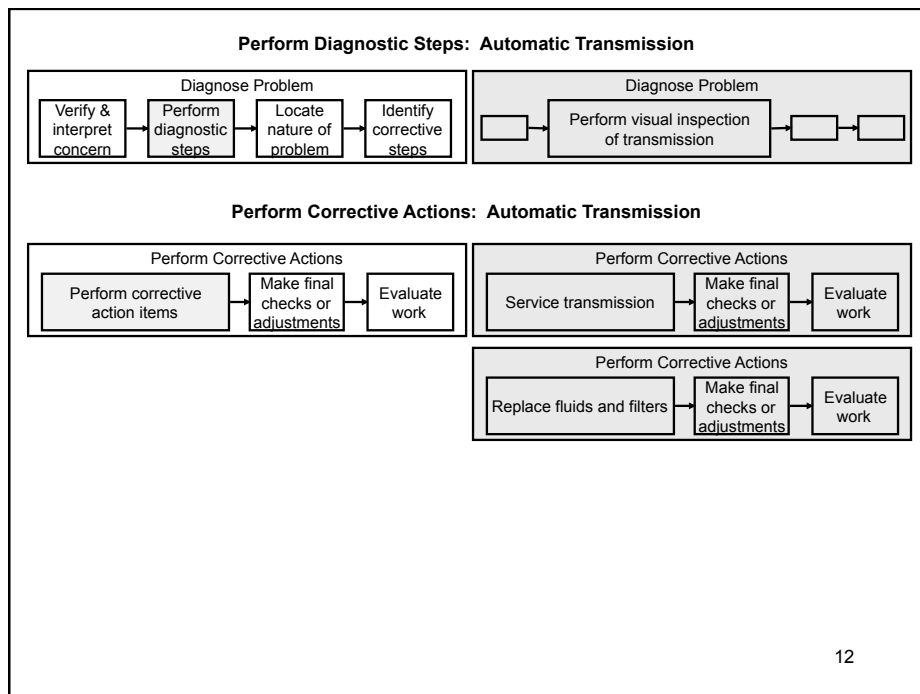 Perform Diagnostic Steps:  Automatic Transmission
Diagnose Problem
Verify &
interpret
concern
Perform
diagnostic
steps
Locate
nature of
problem
Identify
corrective
steps
Diagnose Problem
Perform visual inspection
of transmission
Perform Corrective Actions:  Automatic Transmission
Perform Corrective Actions
Perform corrective
action items
Make final
checks or
adjustments
Evaluate
work
Perform Corrective Actions
Service transmission
Make final
checks or
adjustments
Evaluate
work
Perform Corrective Actions
Replace fluids and filters
Make final
checks or
adjustments
Evaluate
work
12